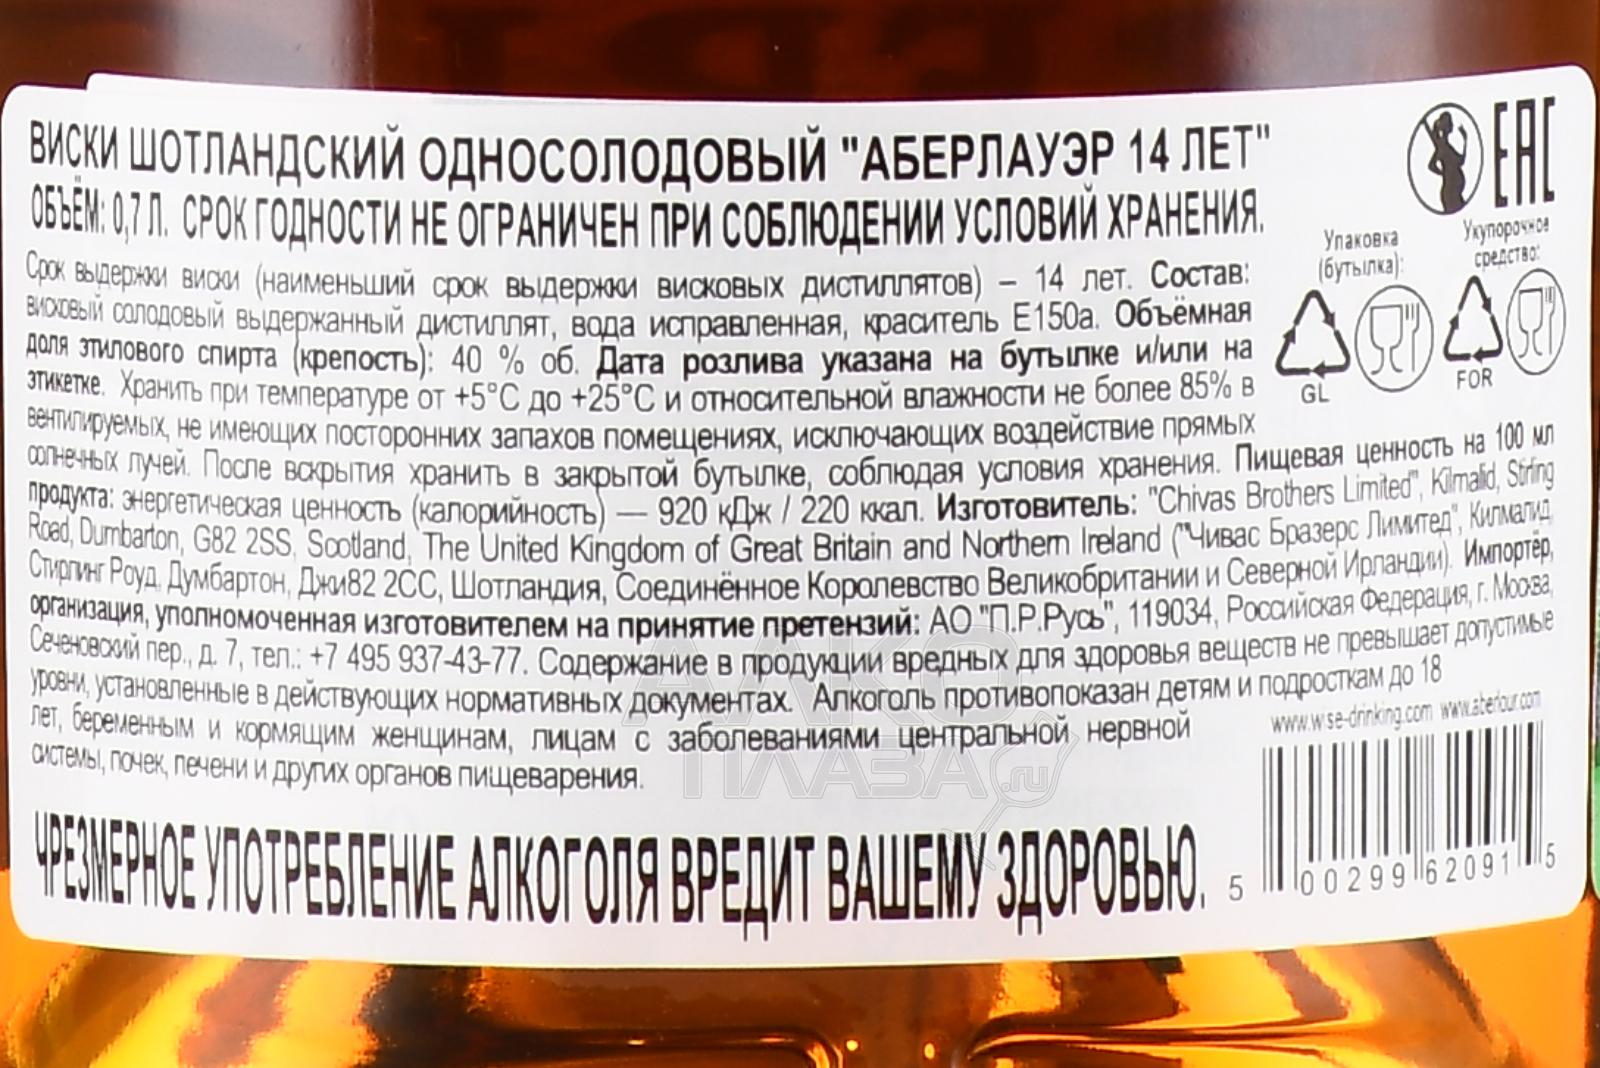 ВИСКИ ШОТЛАНДСКИЙ ОДНОСОЛОДОВЫЙ "АБЕРЛАУЭР 14 ЛЕТ"
ОБЪЁМ: 0,7 Л. СРОК ГОДНОСТИ НЕ ОГРАНИЧЕН ПРИ СОБЛЮДЕНИИ УСЛОВИЙ ХРАНЕНИЯ.
EAC
Упаковка
(бутылка):
Укупорочное
средство:
GL
FOR
Срок выдержки виски (наименьший срок выдержки висковых дистиллятов) – 14 лет. Состав:
висковый солодовый выдержанный дистиллят, вода исправленная, краситель Е150а. Объёмная
доля этилового спирта (крепость): 40 % об. Дата розлива указана на бутылке и/или на
этикетке. Хранить при температуре от +5°С до +25°С и относительной влажности не более 85% в
вентилируемых, не имеющих посторонних запахов помещениях, исключающих воздействие прямых
солнечных лучей. После вскрытия хранить в закрытой бутылке, соблюдая условия хранения. Пищевая ценность на 100 мл
продукта: энергетическая ценность (калорийность) — 920 кДж / 220 ккал. Изготовитель: "Chivas Brothers Limited", Kilmalid, Stirling
Road, Dumbarton, G82 2SS, Scotland, The United Kingdom of Great Britain and Northern Ireland ("Чивас Бразерс Лимитед", Килмалид,
Стирлинг Роуд, Думбартон, Джи82 2СС, Шотландия, Соединённое Королевство Великобритании и Северной Ирландии). Импортёр,
организация, уполномоченная изготовителем на принятие претензий: АО "П.Р.Русь", 119034, Российская Федерация, г. Москва,
Сеченовский пер., д. 7, тел.: +7 495 937-43-77. Содержание в продукции вредных для здоровья веществ не превышает допустимые
уровни, установленные в действующих нормативных документах. Алкоголь противопоказан детям и подросткам до 18
лет, беременным и кормящим женщинам, лицам с заболеваниями центральной нервной
системы, почек, печени и других органов пищеварения.
www.wise-drinking.com www.aberlour.com
АЛКО
ПЛАЗА.ru
ЧРЕЗМЕРНОЕ УПОТРЕБЛЕНИЕ АЛКОГОЛЯ ВРЕДИТ ВАШЕМУ ЗДОРОВЬЮ.
5 00299 62091 5